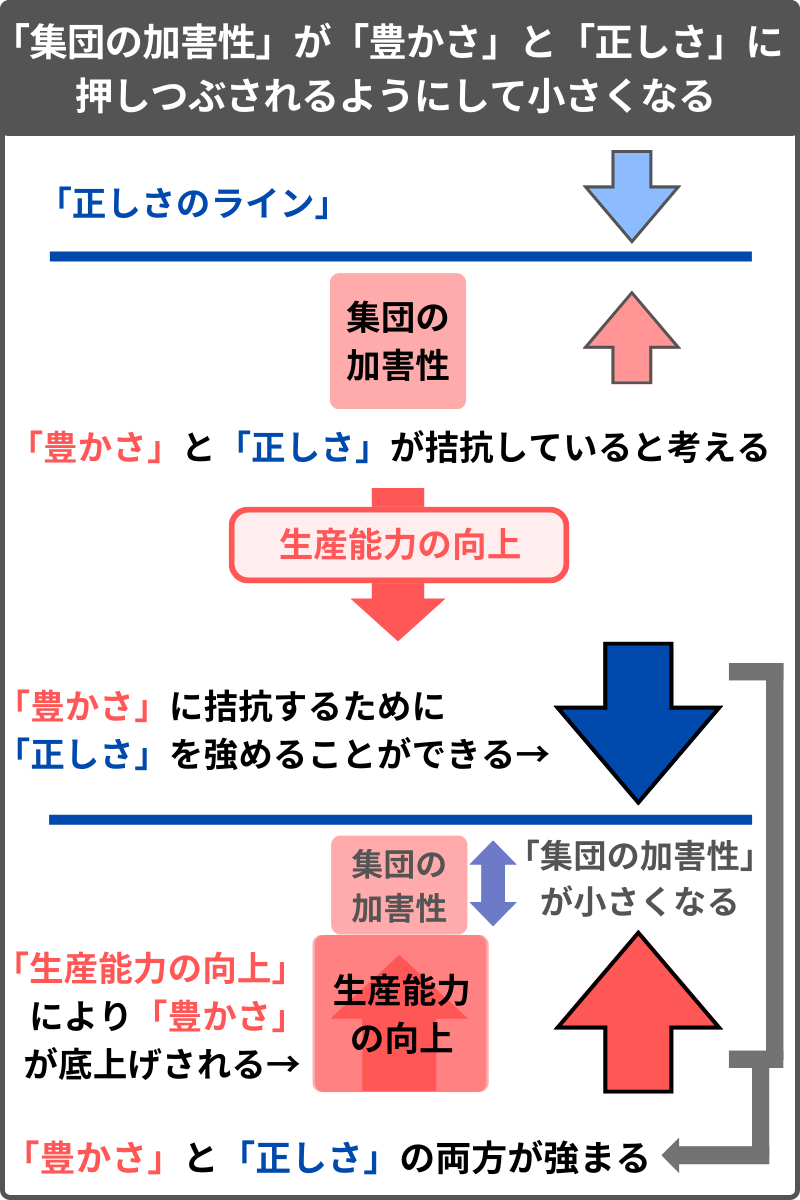 「集団の加害性」が「豊かさ」と「正しさ」に
押しつぶされるようにして小さくなる
「正しさのライン」
集団の
加害性
「豊かさ」と「正しさ」が拮抗していると考える
生産能力の向上
「豊かさ」に拮抗するために
「正しさ」を強めることができる→
集団の
加害性
「集団の加害性」
が小さくなる
「生産能力の向上」
により「豊かさ」
が底上げされる→
生産能力
の向上
「豊かさ」と「正しさ」の両方が強まる